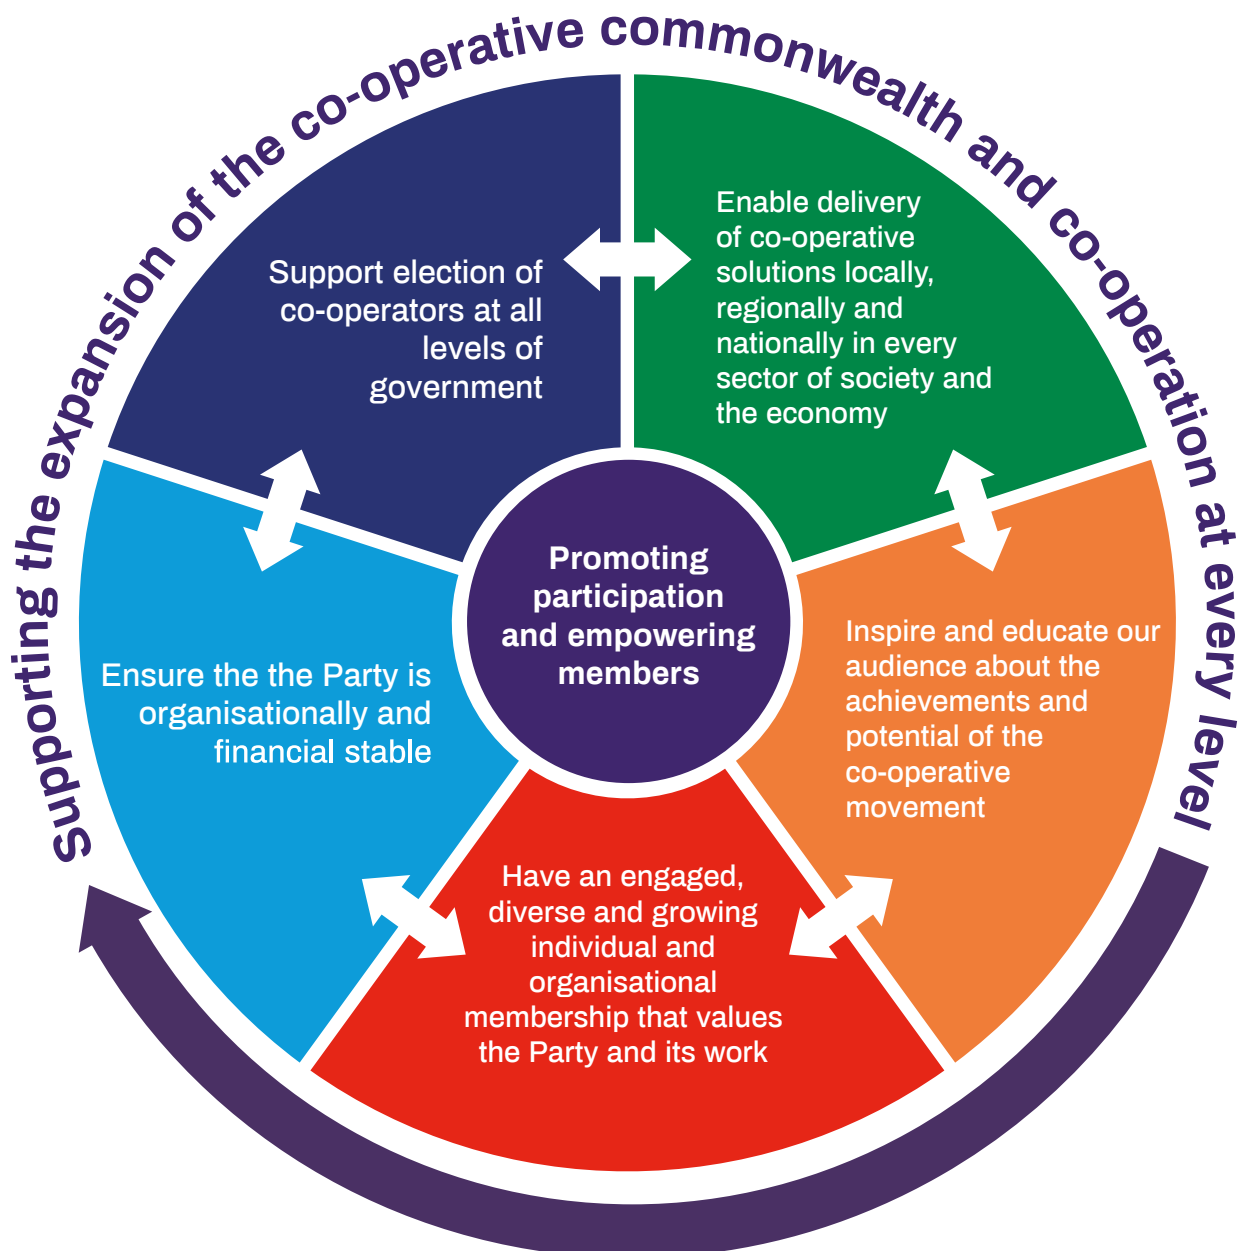 Supporting the expansion of the co-operative commonwealth and co-operation at every level
Support election of
co-operators at all
levels of
government
Enable delivery
of co-operative
solutions locally,
regionally and
nationally in every
sector of society and
the economy
Promoting
participation
and empowering
members
Inspire and educate our
audience about the
achievements and
potential of the
co-operative
movement
Ensure the the Party is
organisationally and
financial stable
Have an engaged,
diverse and growing
individual and
organisational
membership that values
the Party and its work